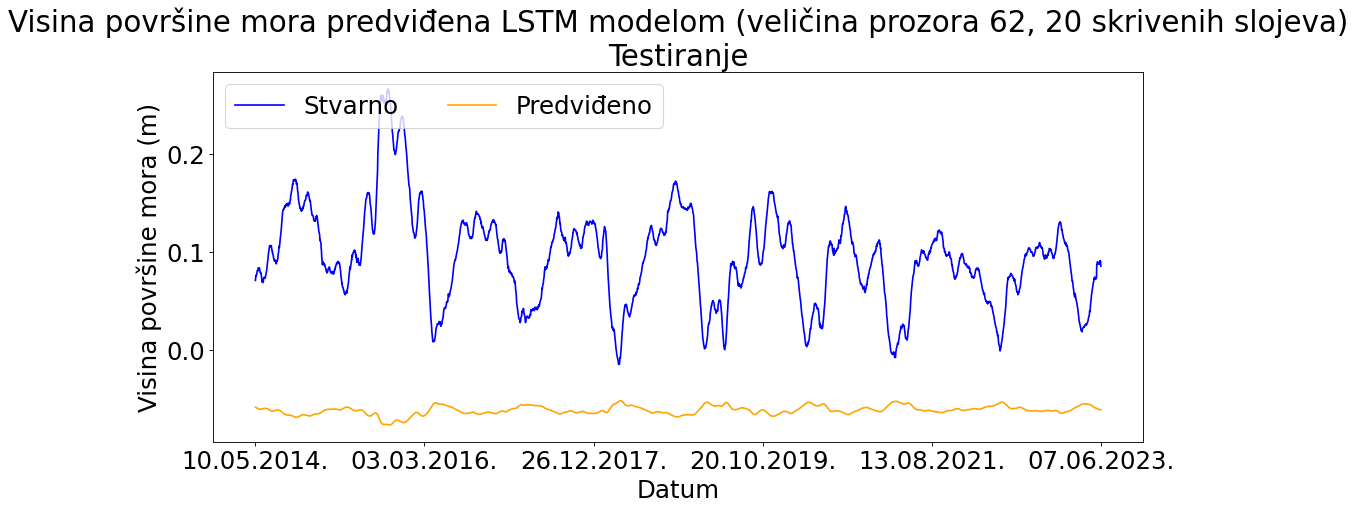 Visina površine mora predviđena LSTM modelom (veličina prozora 62, 20 skrivenih slojeva)
Testiranje
Stvarno
Predviđeno
Visina površine mora (m)
0.2
0.1
0.0
10.05.2014.
03.03.2016.
26.12.2017.
20.10.2019.
13.08.2021.
07.06.2023.
Datum